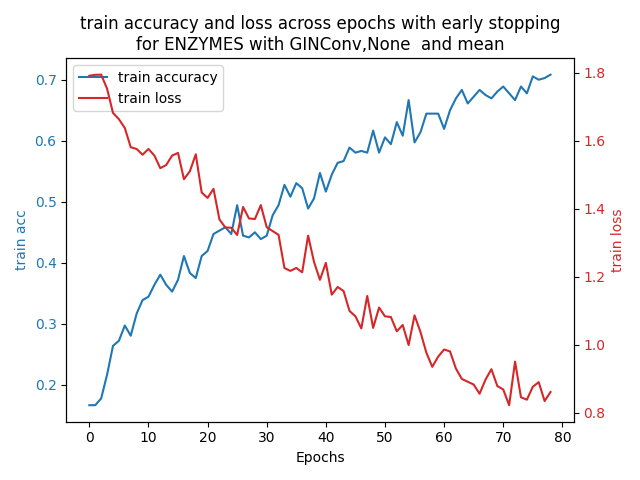 train accuracy and loss across epochs with early stopping
for ENZYMES with GINConv,None  and mean
train accuracy
train loss
0.7
0.6
0.5
0.4
0.3
0.2
train acc
1.8
1.6
1.4
1.2
1.0
0.8
train loss
0 10 20 30 40 50 60 70 80
Epochs